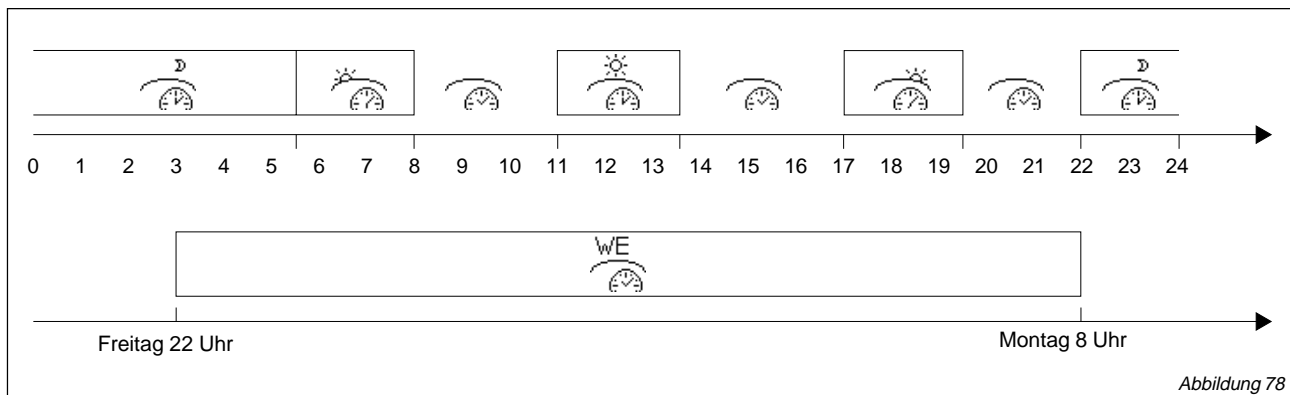 0 1 2 3 4 5 6 7 8 9 10 11 12 13 14 15 16 17 18 19 20 21 22 23 24
WE
Freitag 22 Uhr Montag 8 Uhr
Abbildung 78